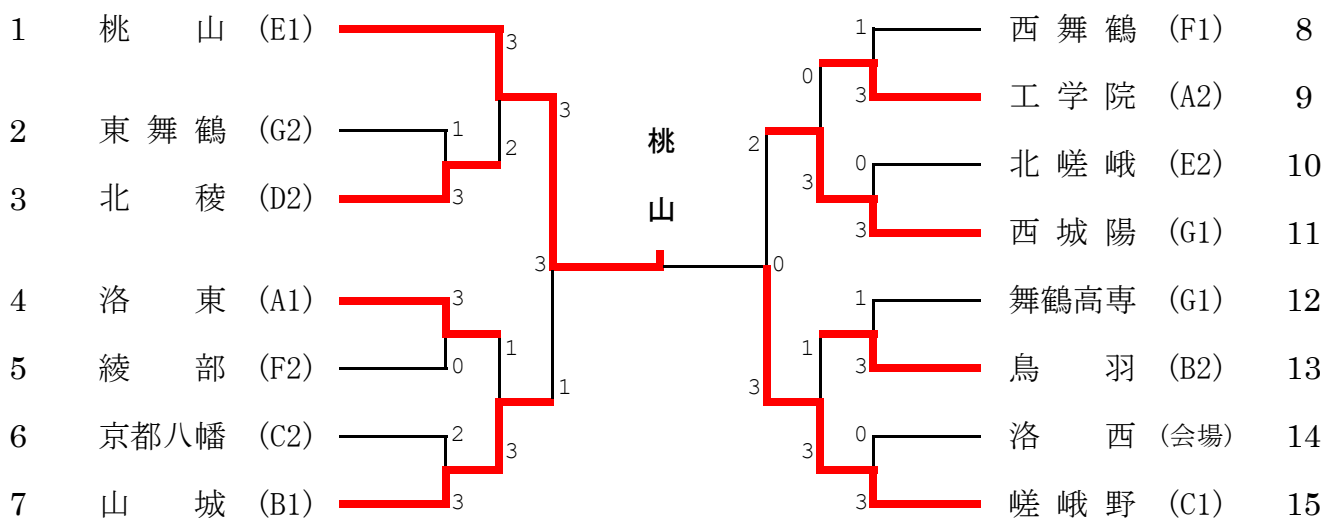 1 桃山 (E1)
2 東舞鶴 (G2)
3 北稜 (D2)
4 洛東 (A1)
5 綾部 (F2)
6 京都八幡 (C2)
7 山城 (B1)
3
1
2
3
3
3
3
0
1
2
3
3
1
桃山
1
0
3
2
0
3
3
0
1
1
3
3
0
3
3
西舞鶴 (F1) 8
工学院 (A2) 9
北嵯峨 (E2) 10
西城陽 (G1) 11
舞鶴高専 (G1) 12
鳥羽 (B2) 13
洛西 (会場) 14
嵯峨野 (C1) 15